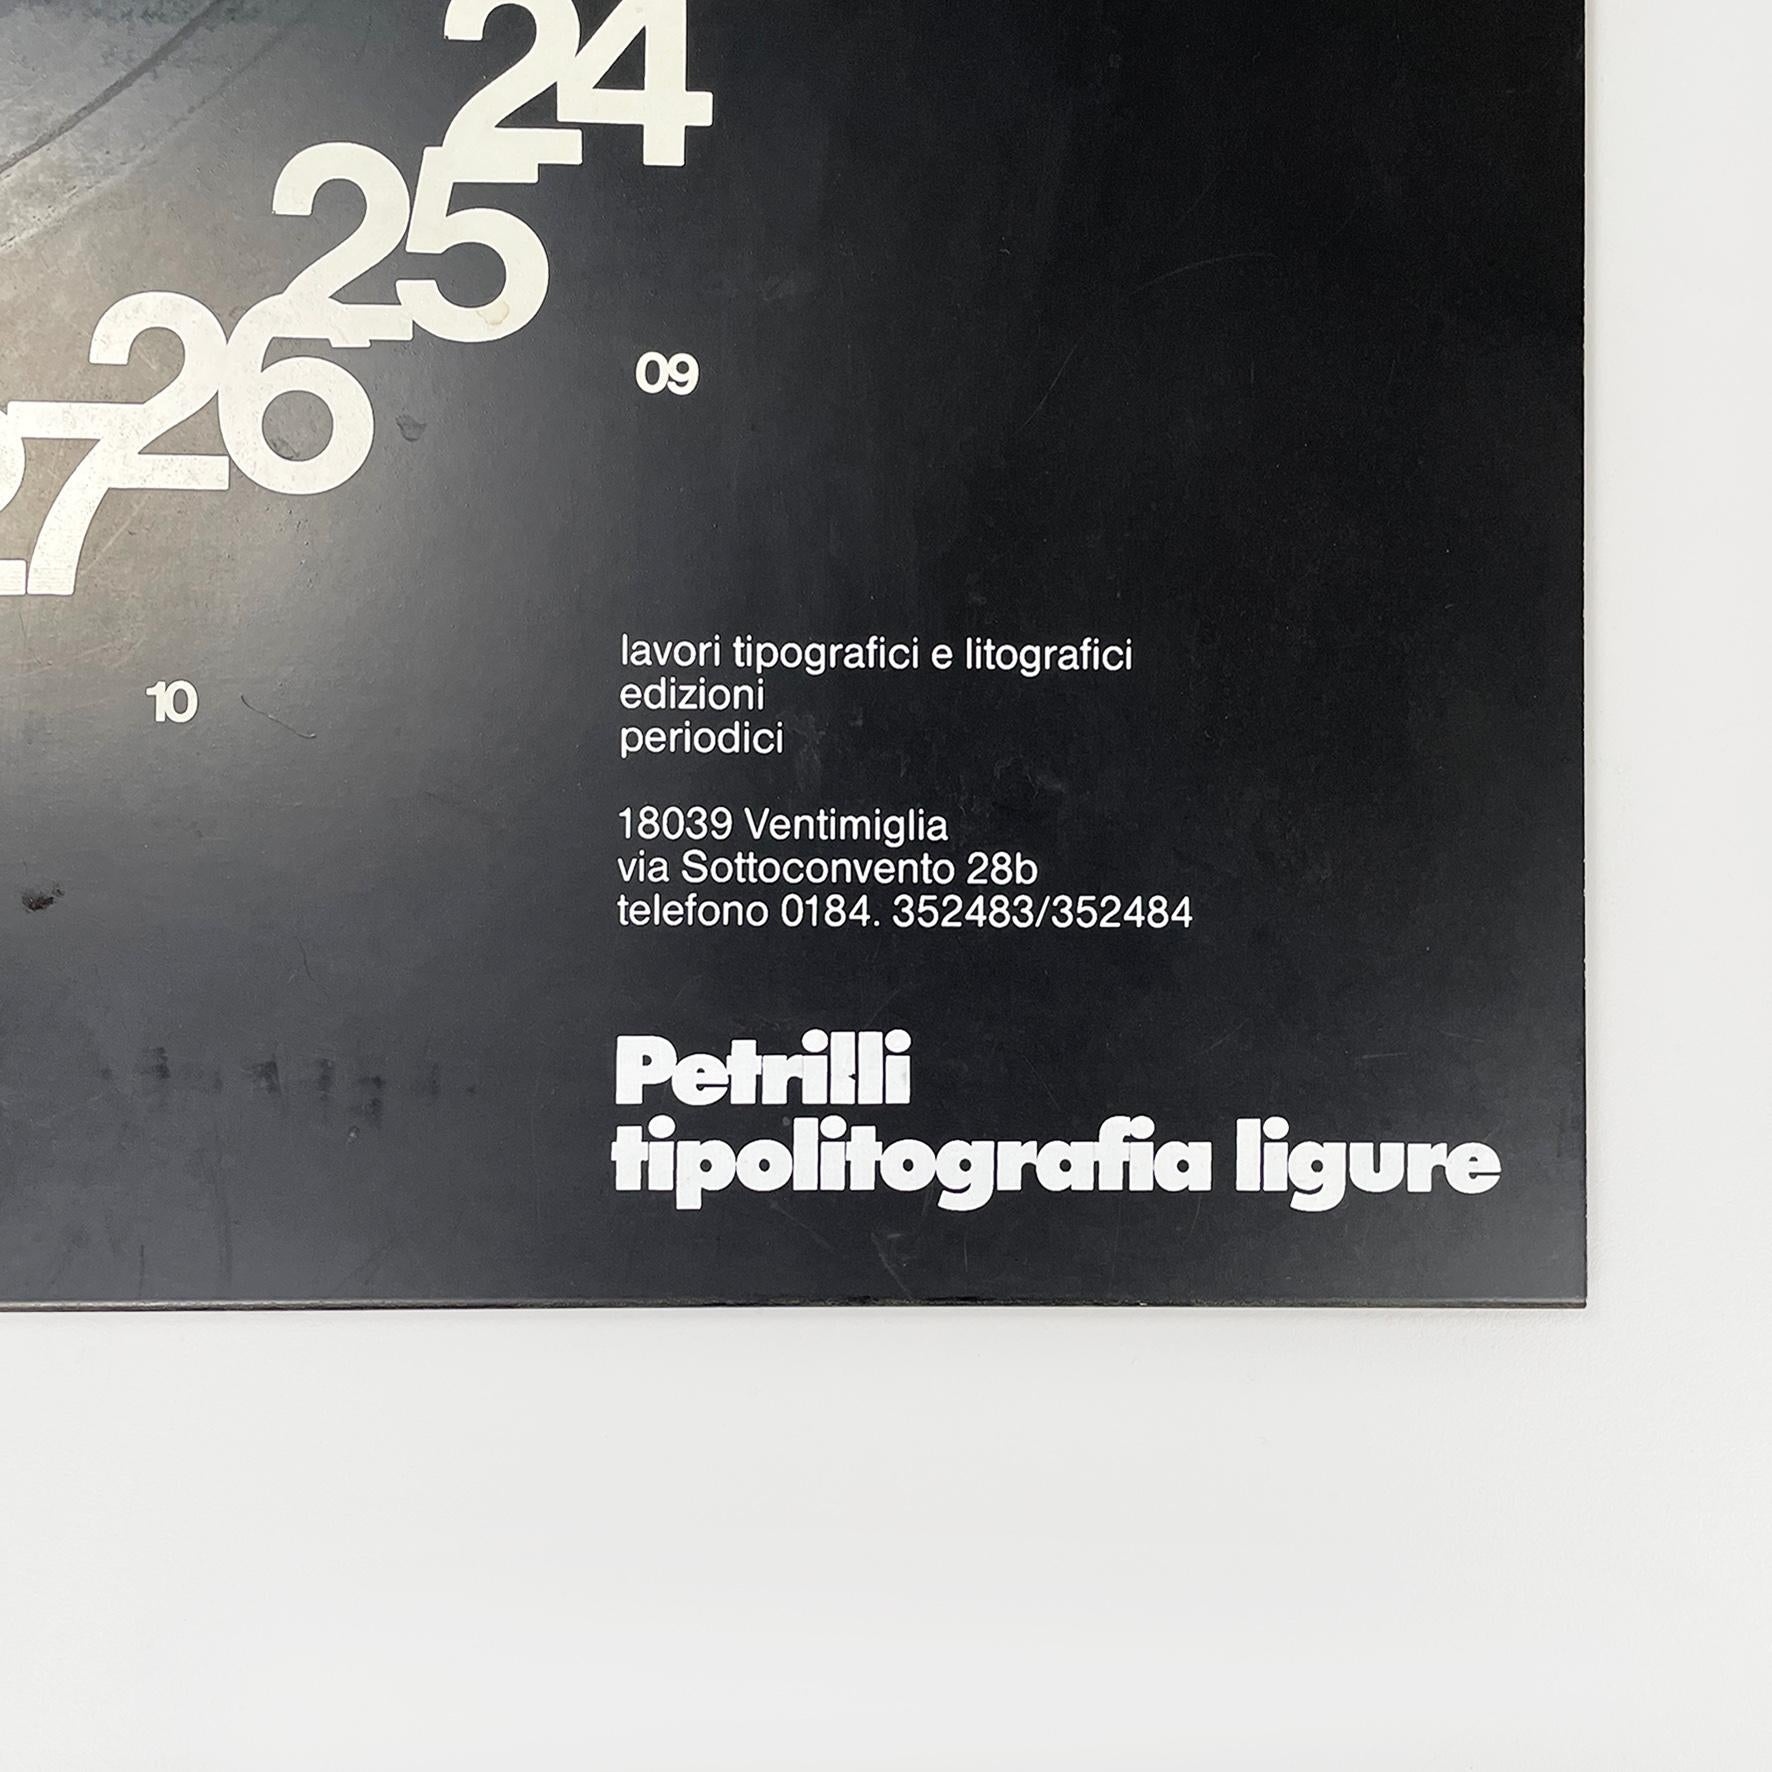 24
25
26
27
09
10
lavori tipografici e litografici
edizioni
periodici
18039 Ventimiglia
via Sottoconvento 28b
telefono 0184. 352483/352484
Petrilli
tipolitografia ligure